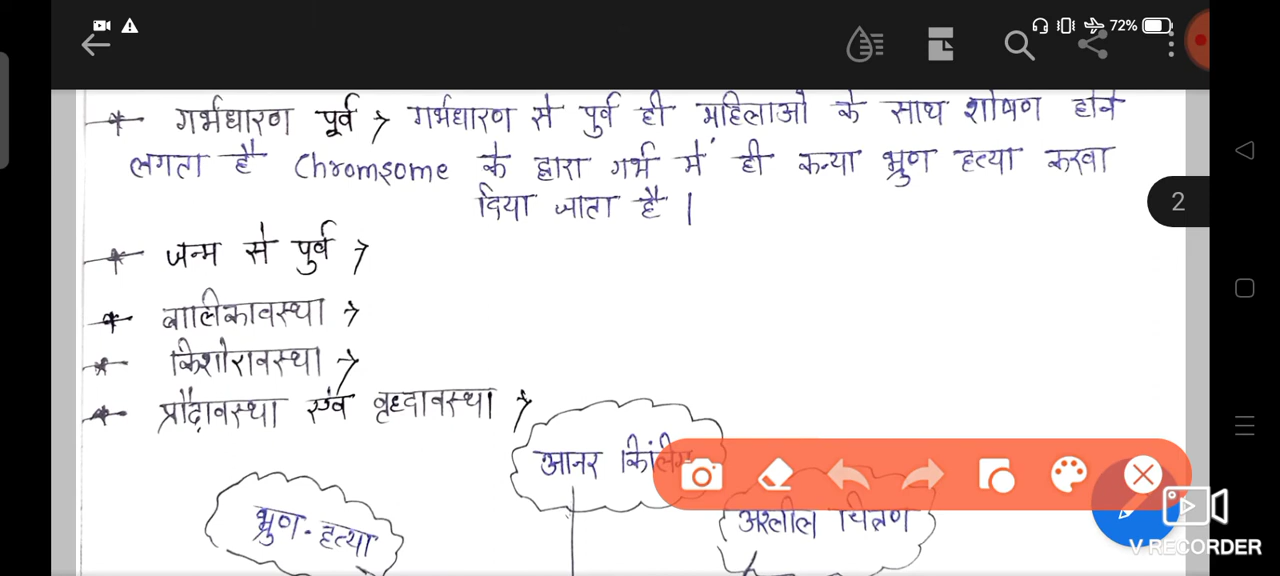 72%
गर्भधारण पूर्व → गर्भधारण से पुर्व ही महिलाओ के साथ शोषण होने
लगता है Chromsome के द्वारा गर्भ में ही कन्या भ्रुण हत्या करवा
दिया जाता है |
2
जन्म से पुर्व →
बालिकावस्था →
किशोरावस्था →
प्रौढ़ावस्था एंव वृध्दावस्था →
आनर किलिंग
अश्लील चित्रण
भ्रुण-हत्या
V RECORDER